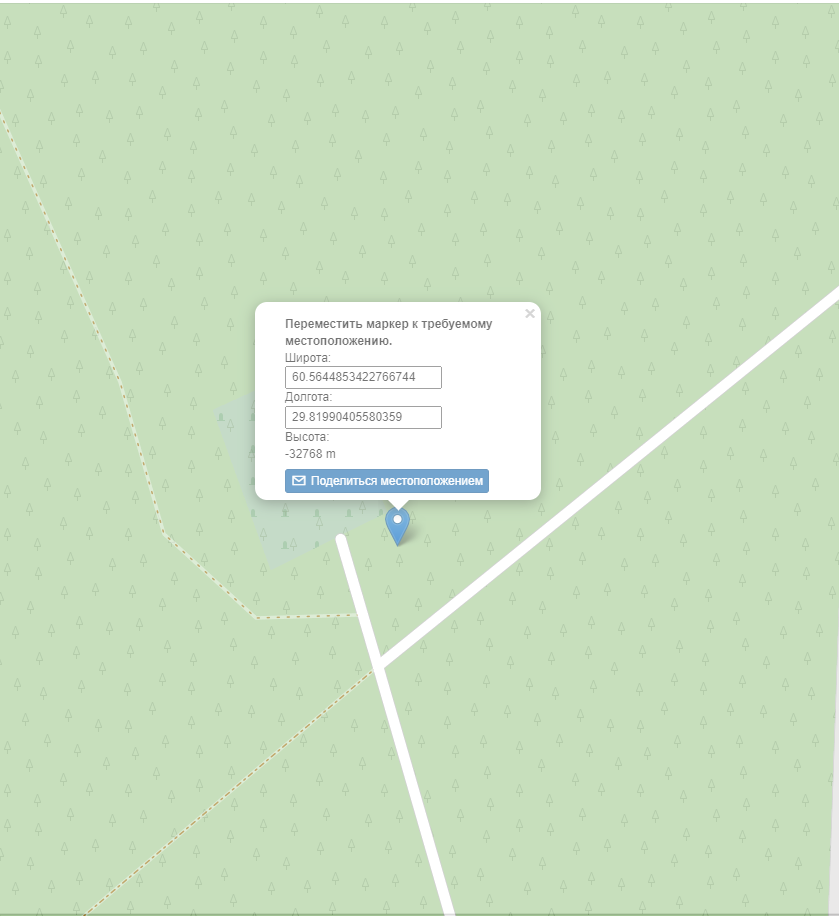 Переместить маркер к требуемому
местоположению.
Широта:
60.5644853422766744
Долгота:
29.81990405580359
Высота:
-32768 m
Поделиться местоположением